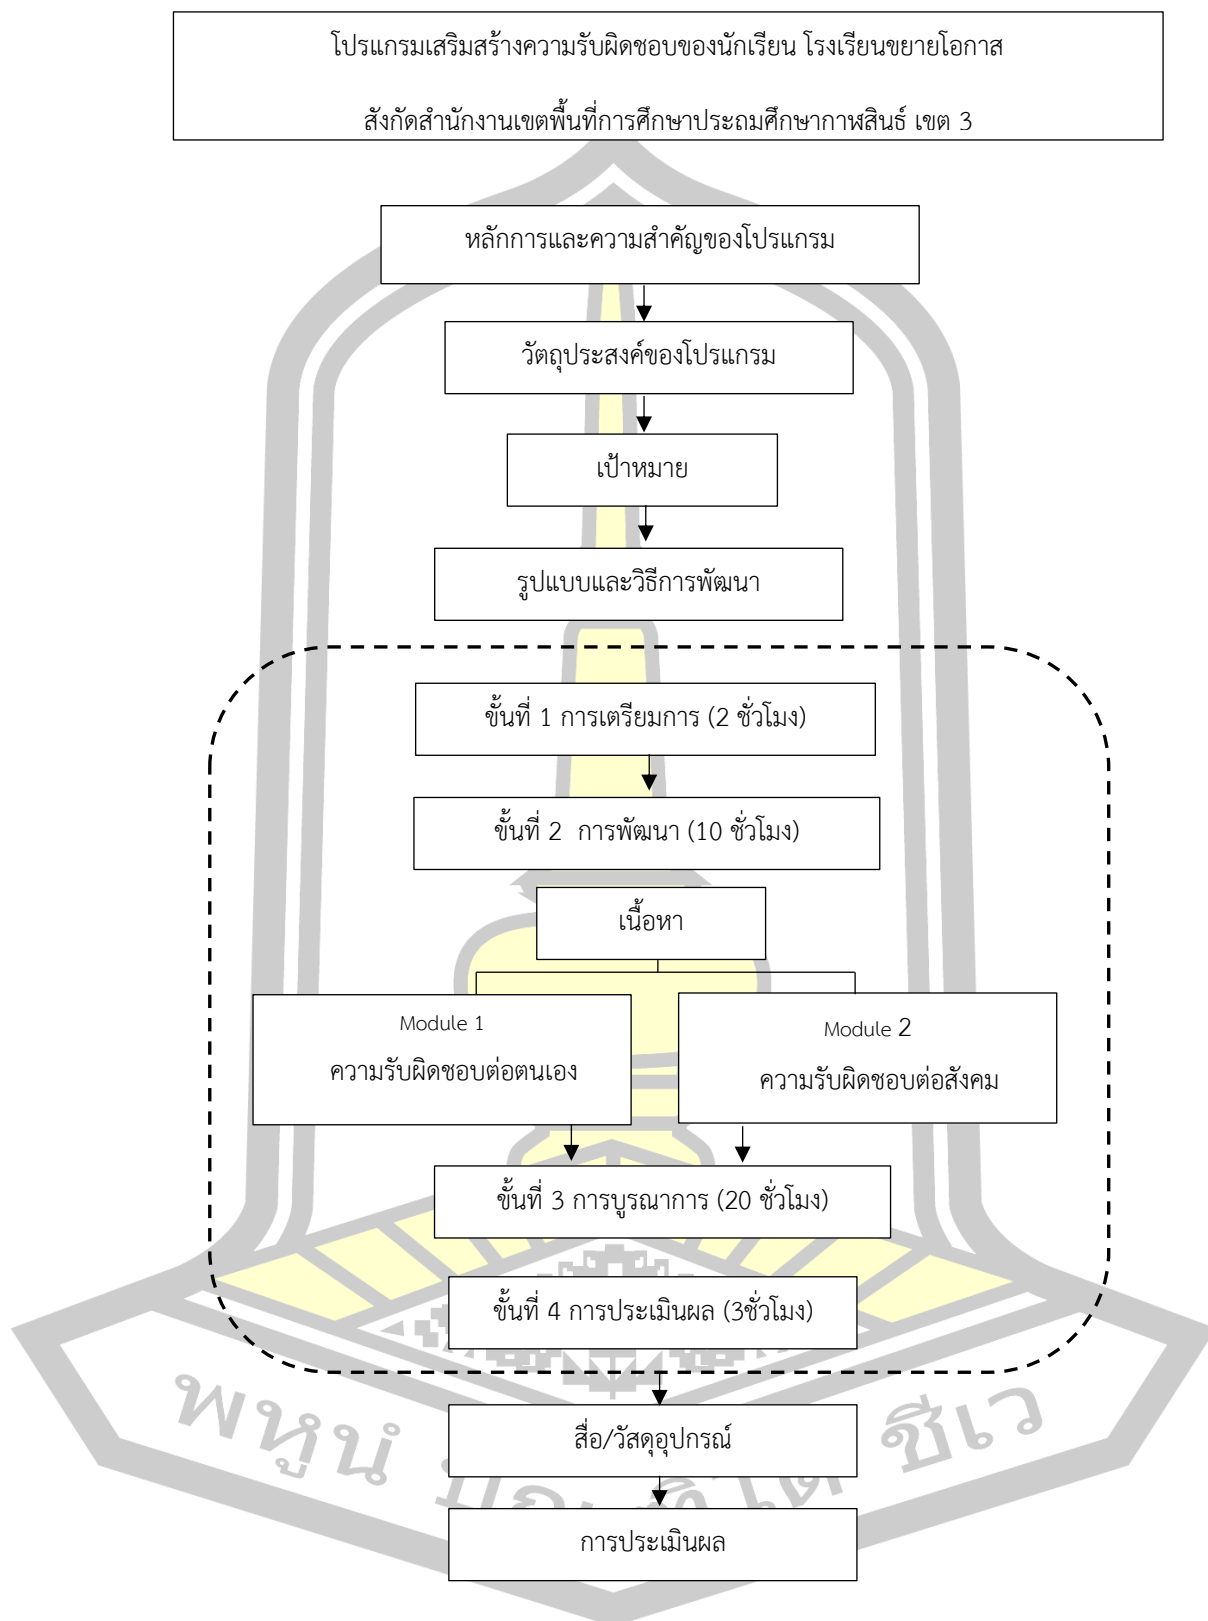 โปรแกรมเสริมสร้างความรับผิดชอบของนักเรียน โรงเรียนขยายโอกาส
สังกัดสำนักงานเขตพื้นที่การศึกษาประถมศึกษากาฬสินธุ์ เขต 3
หลักการและความสำคัญของโปรแกรม
วัตถุประสงค์ของโปรแกรม
เป้าหมาย
รูปแบบและวิธีการพัฒนา
ขั้นที่ 1 การเตรียมการ (2 ชั่วโมง)
ขั้นที่ 2 การพัฒนา (10 ชั่วโมง)
เนื้อหา
Module 1
ความรับผิดชอบต่อตนเอง
Module 2
ความรับผิดชอบต่อสังคม
ขั้นที่ 3 การบูรณาการ (20 ชั่วโมง)
ขั้นที่ 4 การประเมินผล (3ชั่วโมง)
สื่อ/วัสดุอุปกรณ์
การประเมินผล
พหูนํ ชีเว